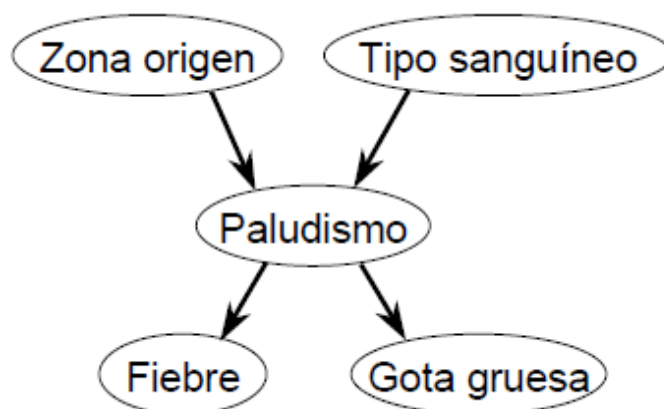 Zona origen
Tipo sanguíneo
Paludismo
Fiebre
Gota gruesa